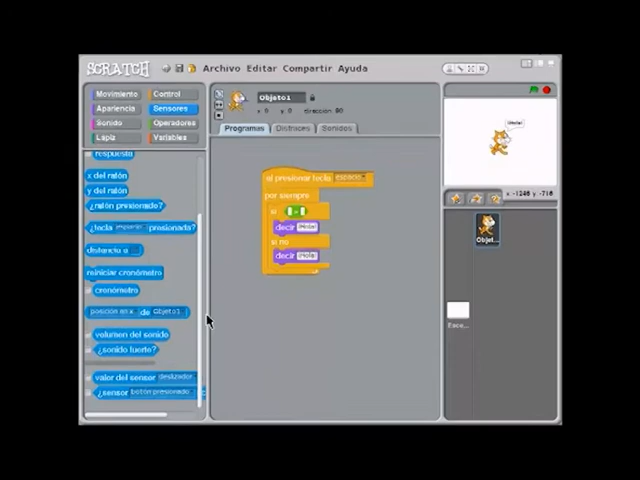 SCRATCH Archivo Editar Compartir Ayuda
Movimiento Control
Apariencia Sensores
Sonido Operadores
Lápiz Variables
Objeto1
x: 0 y: 0 dirección: 90
Programas Disfraces Sonidos
respuesta
x del ratón
y del ratón
¿ratón presionado?
¿tecla espacio presionada?
distancia a
reiniciar cronómetro
cronómetro
posición en x de Objeto1
volumen del sonido
¿sonido fuerte?
valor del sensor deslizador
¿sensor botón presionado
al presionar tecla espacio
por siempre
si
decir ¡Hola!
si no
decir ¡Hola!
¡Hola!
x: -1246 y: -716
Objet...
Esce...